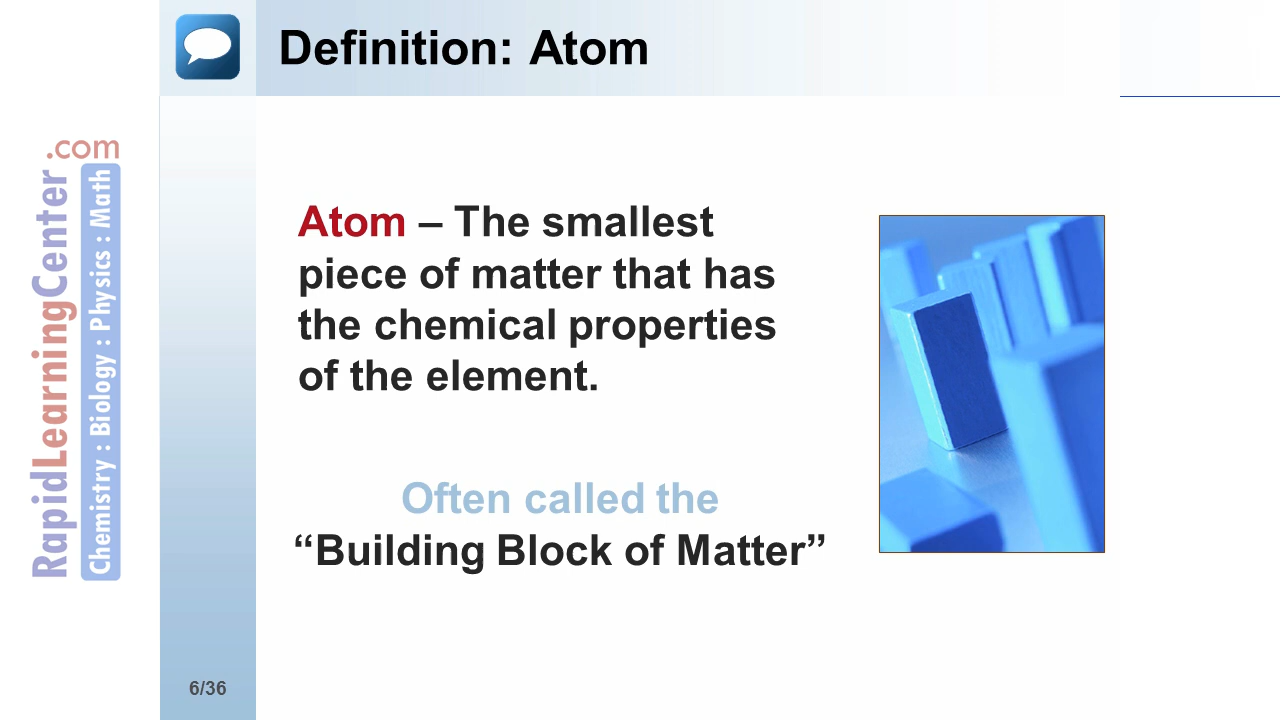 Definition: Atom
.com
RapidLearningCenter
Chemistry : Biology : Physics : Math
Atom – The smallest
piece of matter that has
the chemical properties
of the element.
Often called the
“Building Block of Matter”
6/36